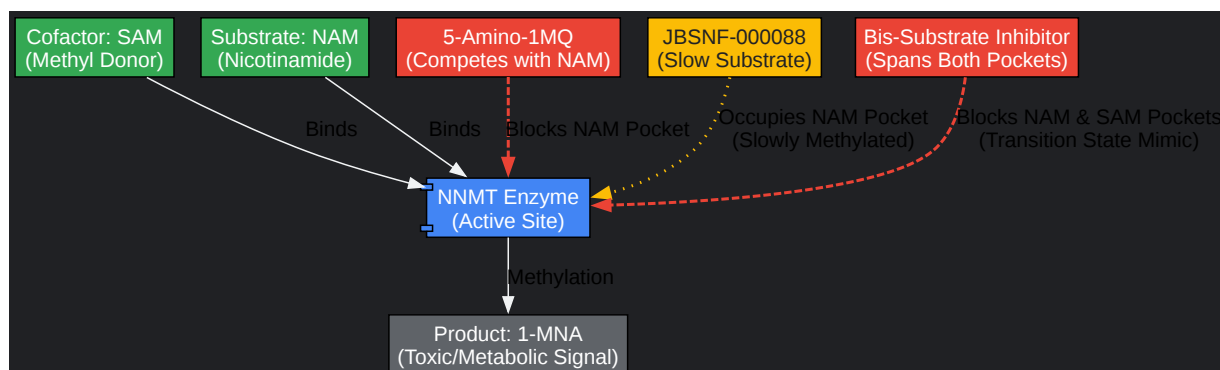 Cofactor: SAM
(Methyl Donor)
Substrate: NAM
(Nicotinamide)
5-Amino-1MQ
(Competes with NAM)
JBSNF-000088
(Slow Substrate)
Bis-Substrate Inhibitor
(Spans Both Pockets)
Binds
Binds
Blocks NAM Pocket
Occupies NAM Pocket
(Slowly Methylated)
Blocks NAM & SAM Pockets
(Transition State Mimic)
NNMT Enzyme
(Active Site)
Methylation
Product: 1-MNA
(Toxic/Metabolic Signal)